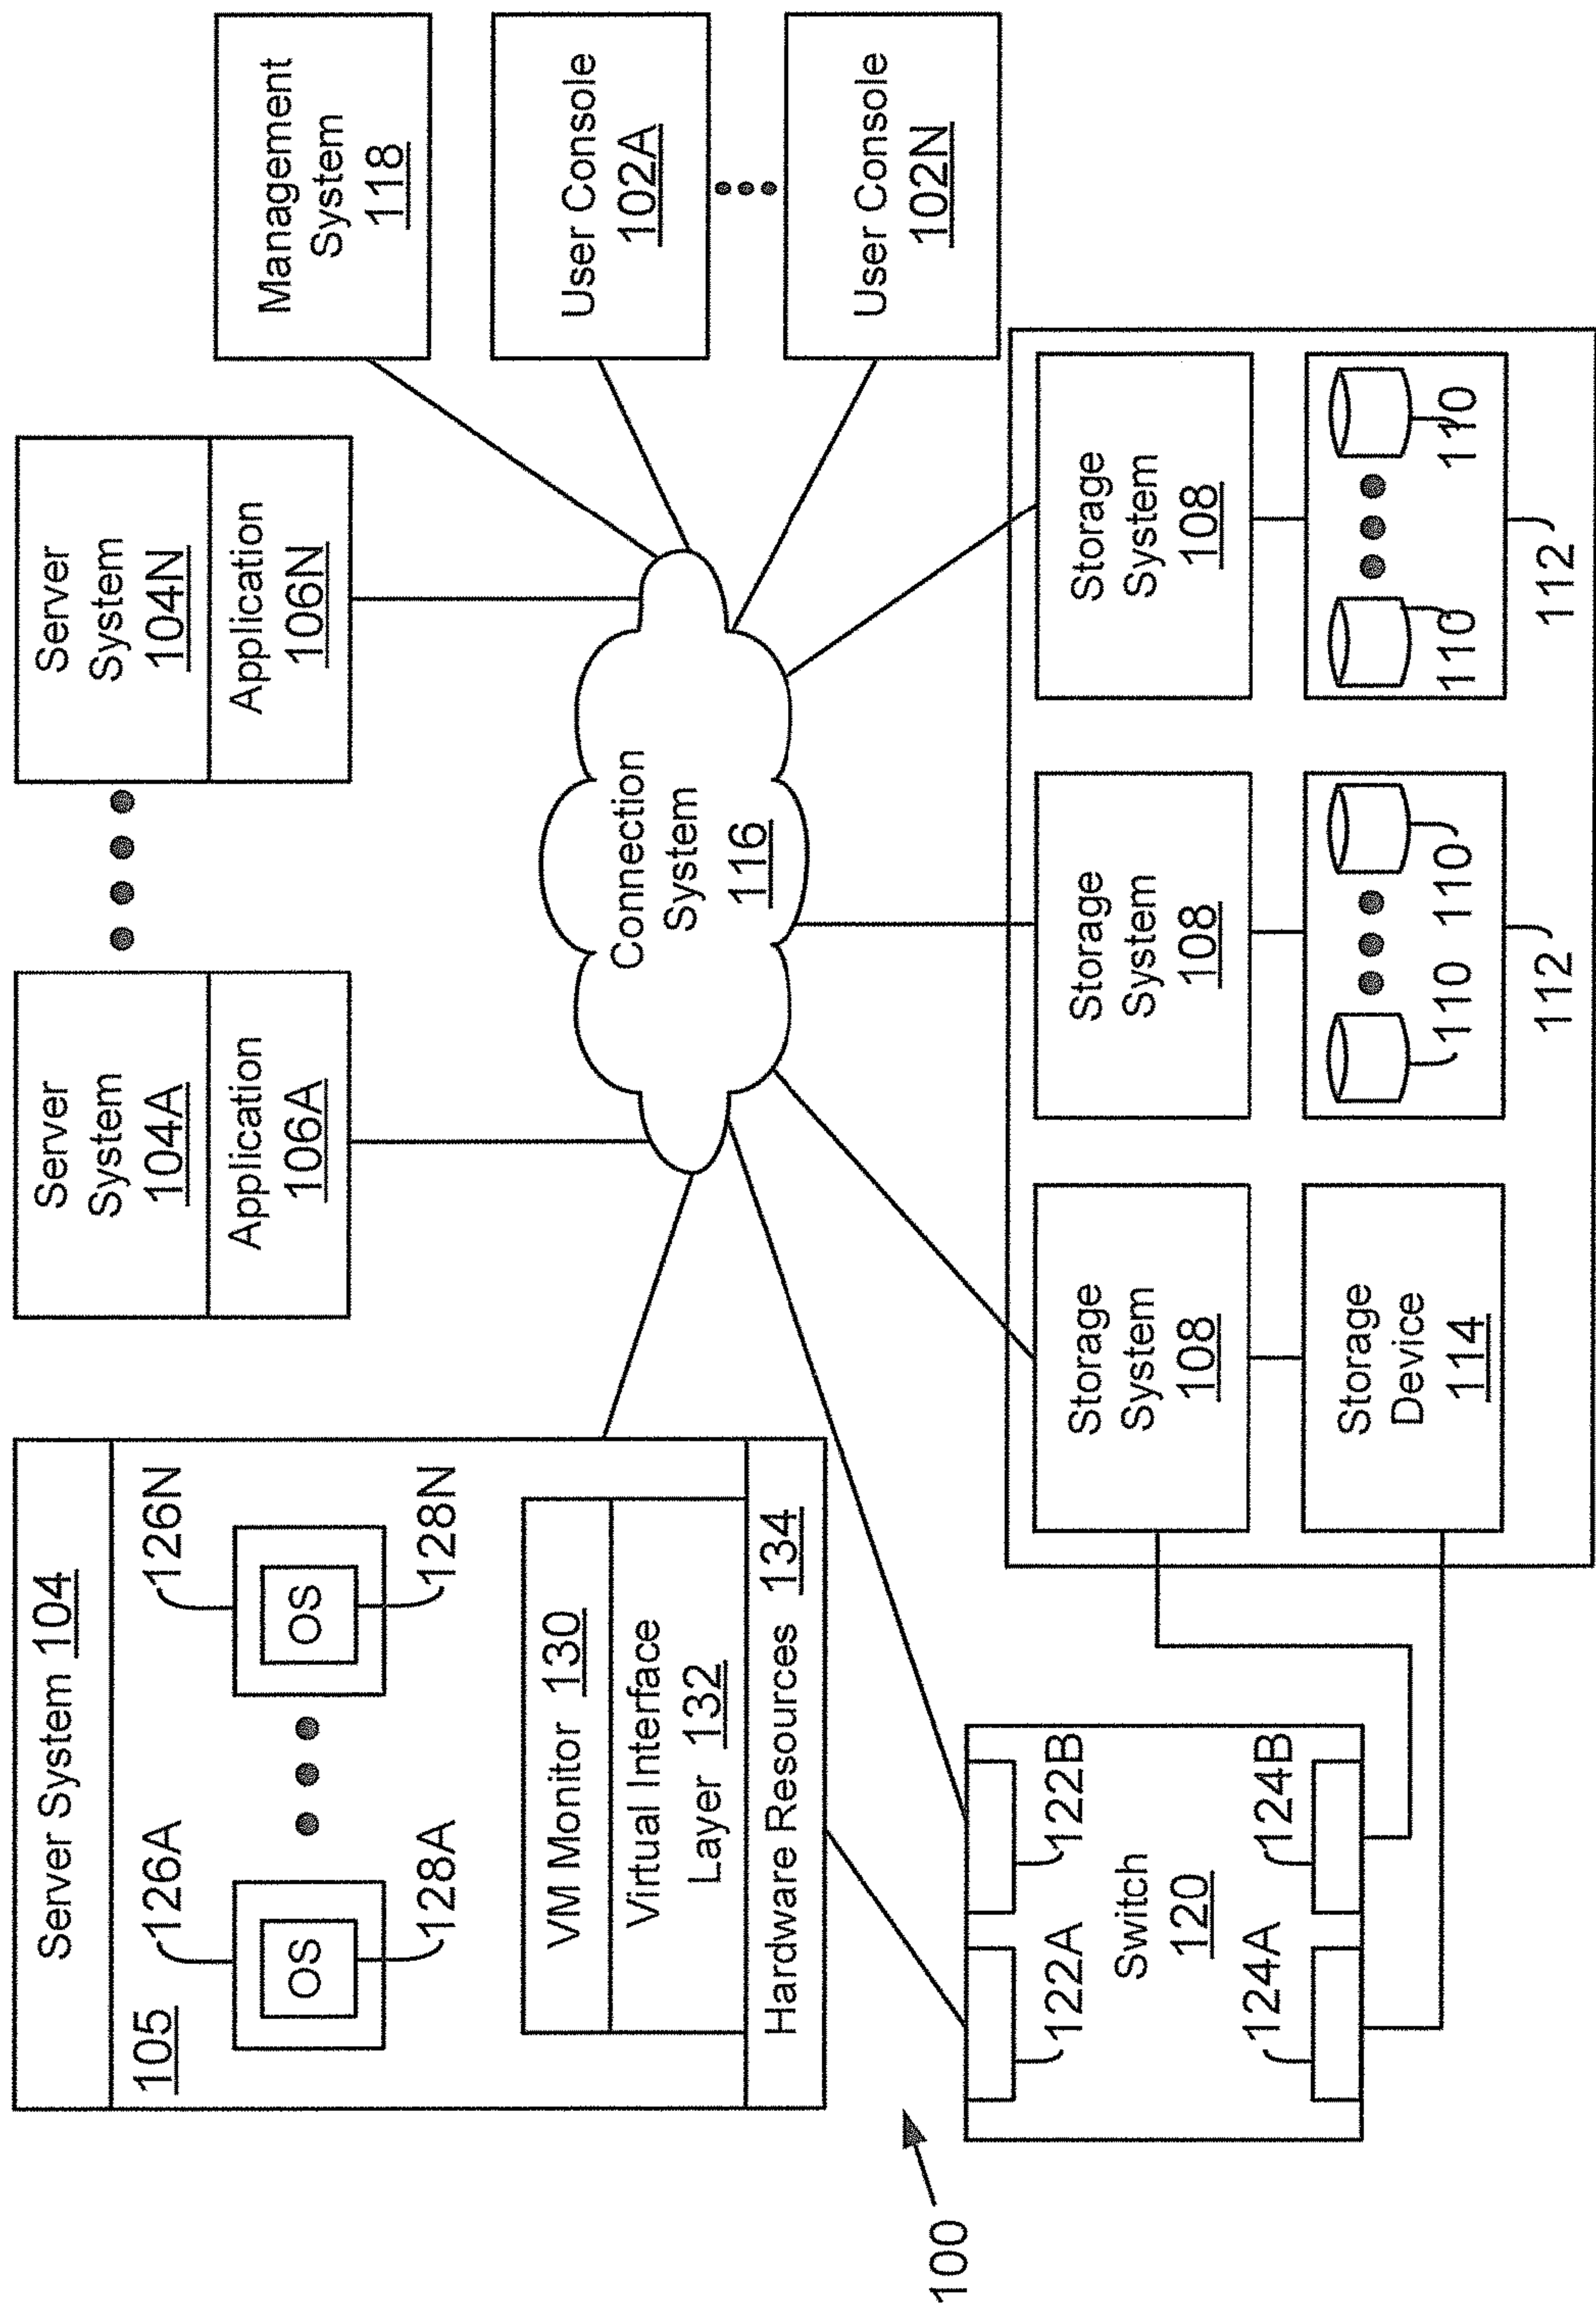 Server System 104
105
126A
126N
OS
OS
128A
128N
VM Monitor 130
Virtual Interface
Layer 132
Hardware Resources 134
Server
System
104A
Application
106A
Server
System
104N
Application
106N
Management
System
118
User Console
102A
User Console
102N
Connection
System
116
100
122A
122B
Switch
120
124A
124B
Storage
System
108
Storage
Device
114
Storage
System
108
110
110
112
Storage
System
108
110
110
112